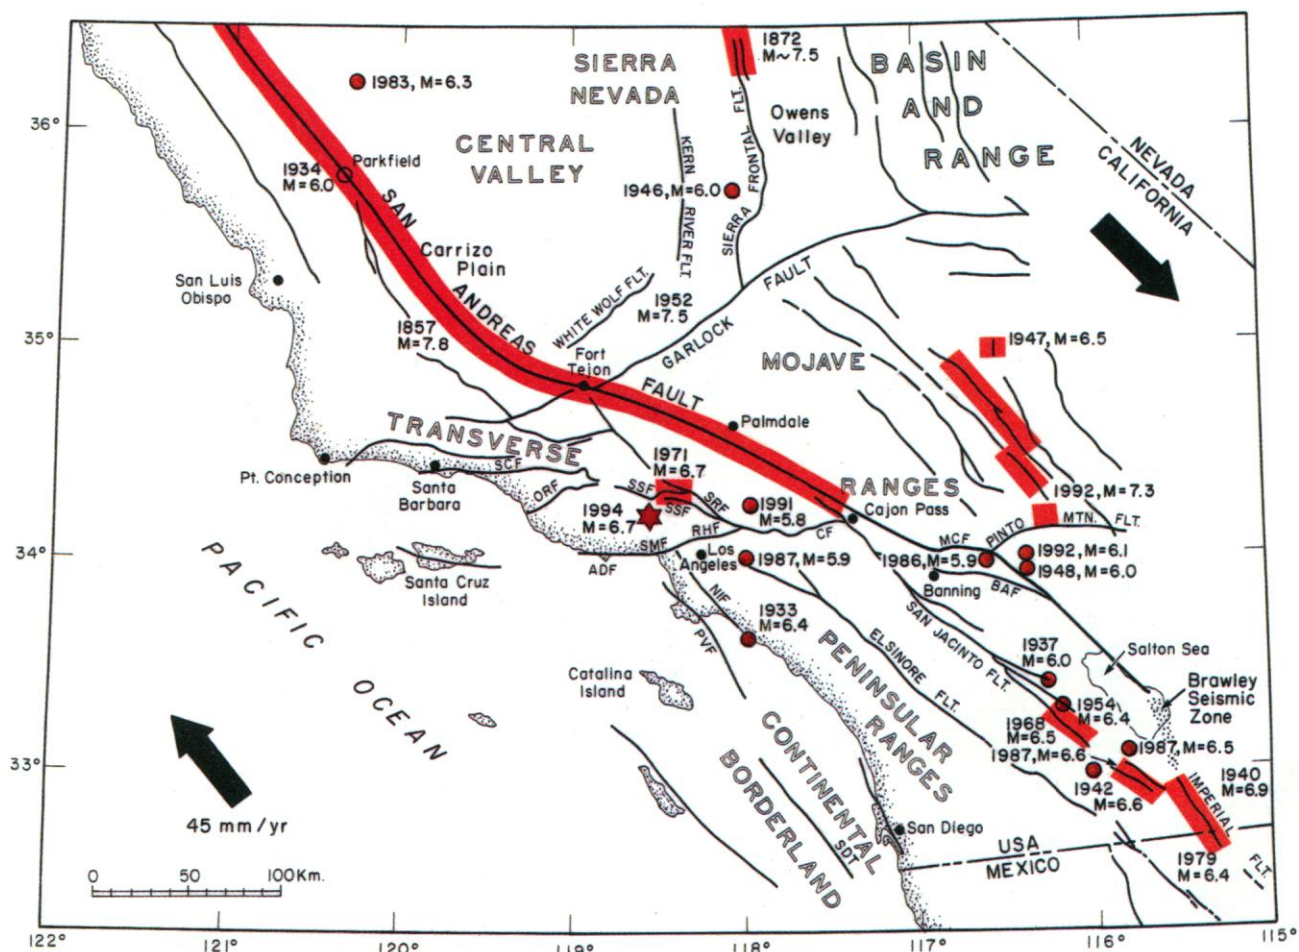 1872
M~7.5
BASIN
AND
RANGE
SIERRA
NEVADA
1983, M=6.3
CENTRAL
VALLEY
Owens
Valley
NEVADA
CALIFORNIA
36°
1934
M=6.0
Parkfield
KERN
RIVER FLT.
1946, M=6.0
SIERRA
FRONTAL FLT.
SAN
ANDREAS
FAULT
Carrizo
Plain
San Luis
Obispo
WHITE WOLF FLT.
1952
M=7.5
GARLOCK
FAULT
35°
1857
M=7.8
Fort
Tejon
MOJAVE
1947, M=6.5
Palmdale
TRANSVERSE
RANGES
Pt. Conception
Santa
Barbara
SCF
ORF
1971
M=6.7
SSF
SRF
SSF
1994
M=6.7
1991
M=5.8
Cajon Pass
1992, M=7.3
PINTO
MTN.
FLT.
34°
SMF
RHF
CF
MCF
ADF
Los
Angeles
1987, M=5.9
1986, M=5.9
1992, M=6.1
1948, M=6.0
Banning
BAF
Santa Cruz
Island
PACIFIC
OCEAN
NIF
PVF
1933
M=6.4
SAN JACINTO FLT.
ELSINORE FLT.
1937
M=6.0
Salton Sea
Brawley
Seismic
Zone
Catalina
Island
PENINSULAR
RANGES
CONTINENTAL
BORDERLAND
1954
M=6.4
1968
M=6.5
1987, M=6.6
1987, M=6.5
33°
1942
M=6.6
1940
M=6.9
IMPERIAL
FLT.
45 mm/yr
San Diego
SDT
USA
MEXICO
1979
M=6.4
0 50 100 Km.
122° 121° 120° 119° 118° 117° 116° 115°